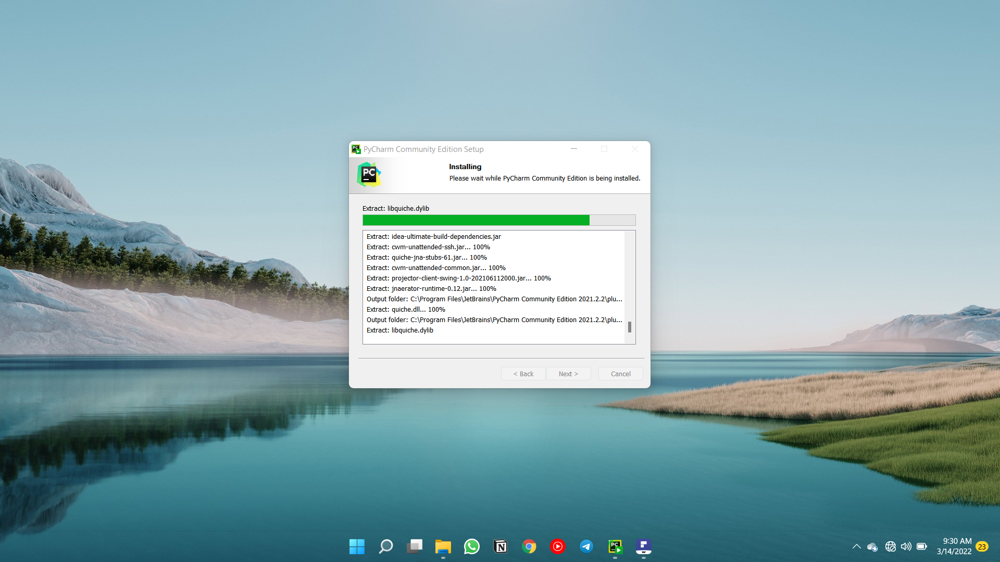 PyCharm Community Edition Setup
PC
Installing
Please wait while PyCharm Community Edition is being installed.
Extract: libquiche.dylib
Extract: idea-ultimate-build-dependencies.jar
Extract: cwm-unattended-ssh.jar... 100%
Extract: quiche-jna-stubs-61.jar... 100%
Extract: cwm-unattended-common.jar... 100%
Extract: projector-client-swing-1.0-202106112000.jar... 100%
Extract: jnaerator-runtime-0.12.jar... 100%
Output folder: C:\Program Files\JetBrains\PyCharm Community Edition 2021.2.2\plu...
Extract: quiche.dll... 100%
Output folder: C:\Program Files\JetBrains\PyCharm Community Edition 2021.2.2\plu...
Extract: libquiche.dylib
< Back
Next >
Cancel
PC
9:30 AM
3/14/2022
23